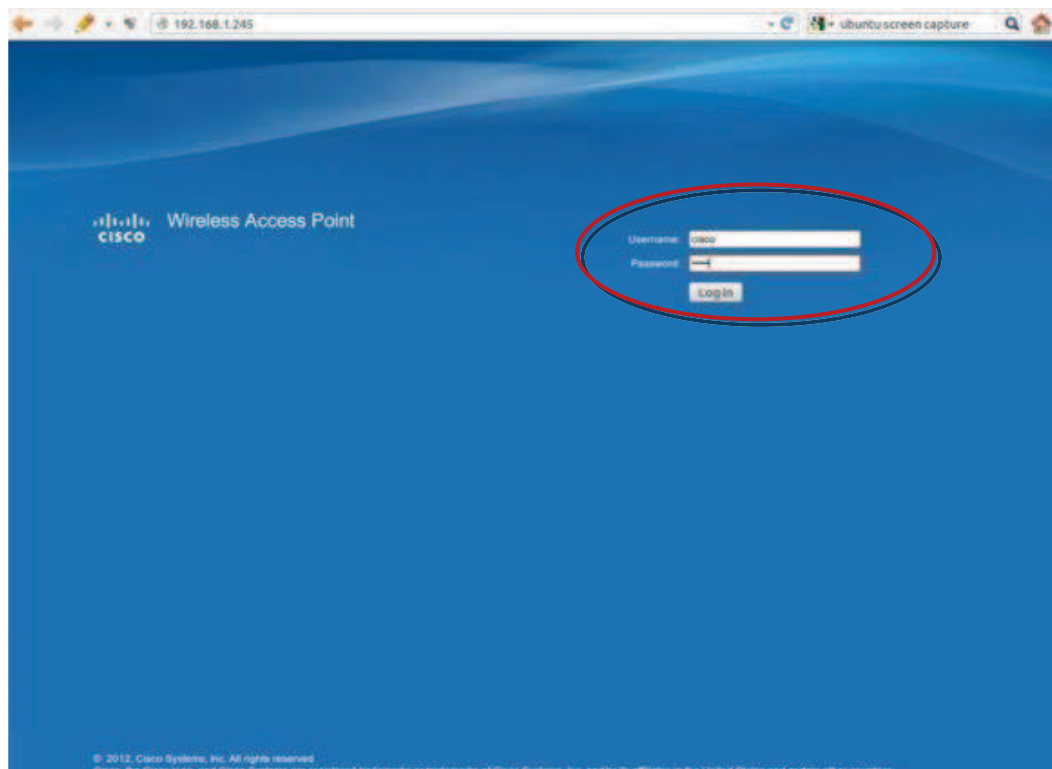 192.168.1.245
ubuntu screen capture
CISCO
Wireless Access Point
Username:
cisco
Password:
Log In
© 2012, Cisco Systems, Inc. All rights reserved